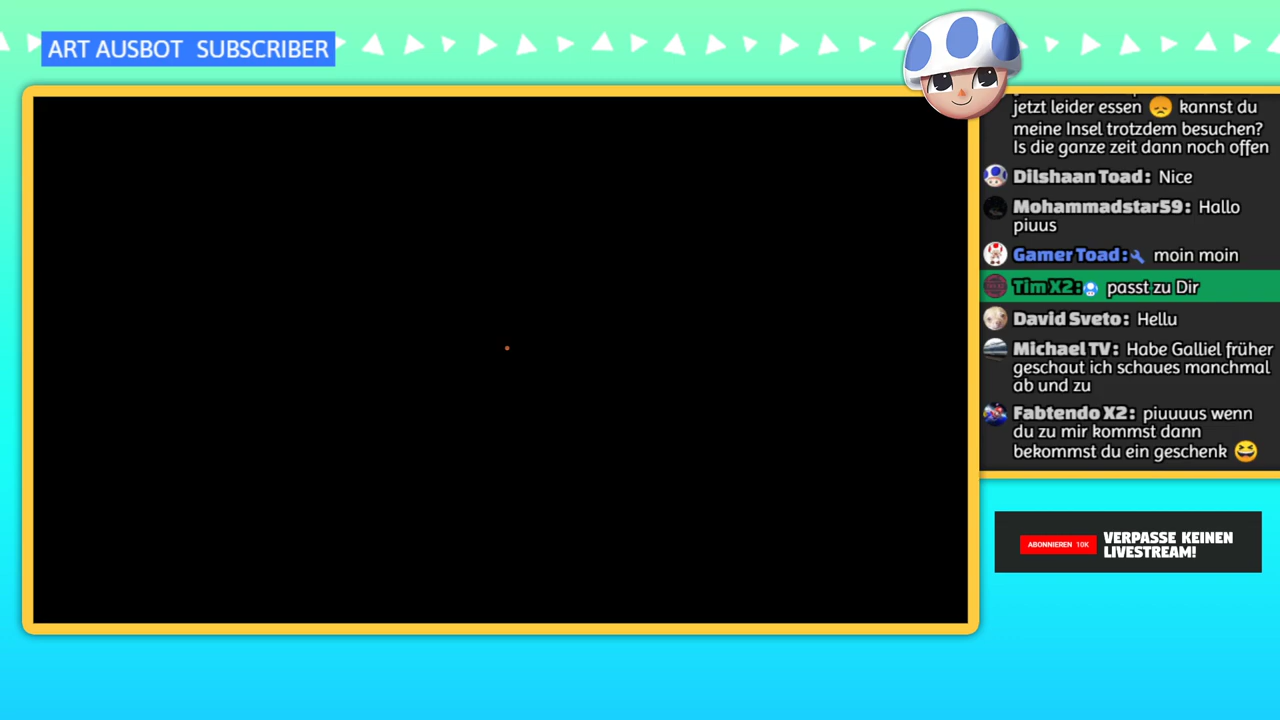 ART AUSBOT SUBSCRIBER
jetzt leider essen 😞 kannst du
meine Insel trotzdem besuchen?
Is die ganze zeit dann noch offen
Dilshaan Toad: Nice
Mohammadstar59: Hallo
piuus
Gamer Toad: moin moin
Tim X2: passt zu Dir
David Sveto: Hellu
Michael TV: Habe Galliel früher
geschaut ich schaues manchmal
ab und zu
Fabtendo X2: piuuuus wenn
du zu mir kommst dann
bekommst du ein geschenk 😆
ABONNIEREN 10K
VERPASSE KEINEN
LIVESTREAM!